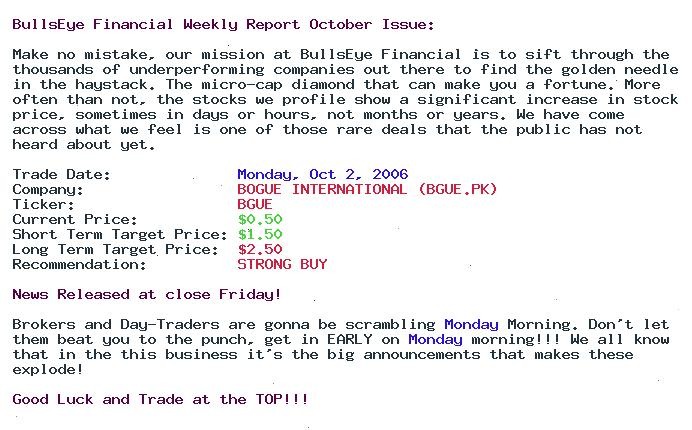 BullsEye Financial Weekly Report October Issue:
Make no mistake, our mission at BullsEye Financial is to sift through the
thousands of underperforming companies out there to find the golden needle
in the haystack. The micro-cap diamond that can make you a fortune. More
often than not, the stocks we profile show a significant increase in stock
price, sometimes in days or hours, not months or years. We have come
across what we feel is one of those rare deals that the public has not
heard about yet.
Trade Date: Monday, Oct 2, 2006
Company: BOGUE INTERNATIONAL (BGUE.PK)
Ticker: BGUE
Current Price: $0.50
Short Term Target Price: $1.50
Long Term Target Price: $2.50
Recommendation: STRONG BUY
News Released at close Friday!
Brokers and Day-Traders are gonna be scrambling Monday Morning. Don't let
them beat you to the punch, get in EARLY on Monday morning!!! We all know
that in the this business it's the big announcements that makes these
explode!
Good Luck and Trade at the TOP!!!